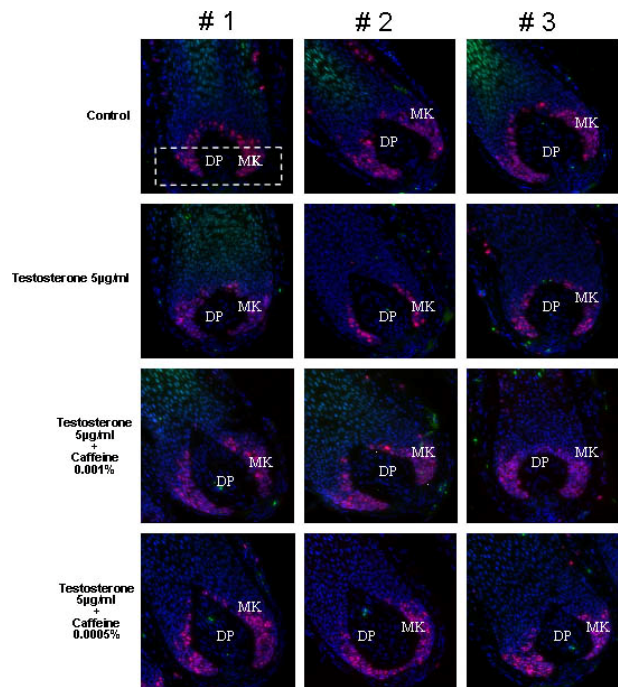 # 1 # 2 # 3
Control
DP MK
DP MK
DP MK
Testosterone 5µg/ml
DP MK
DP MK
DP MK
Testosterone
5µg/ml
+
Caffeine
0.001%
DP MK
DP MK
DP MK
Testosterone
5µg/ml
+
Caffeine
0.0005%
DP MK
DP MK
DP MK